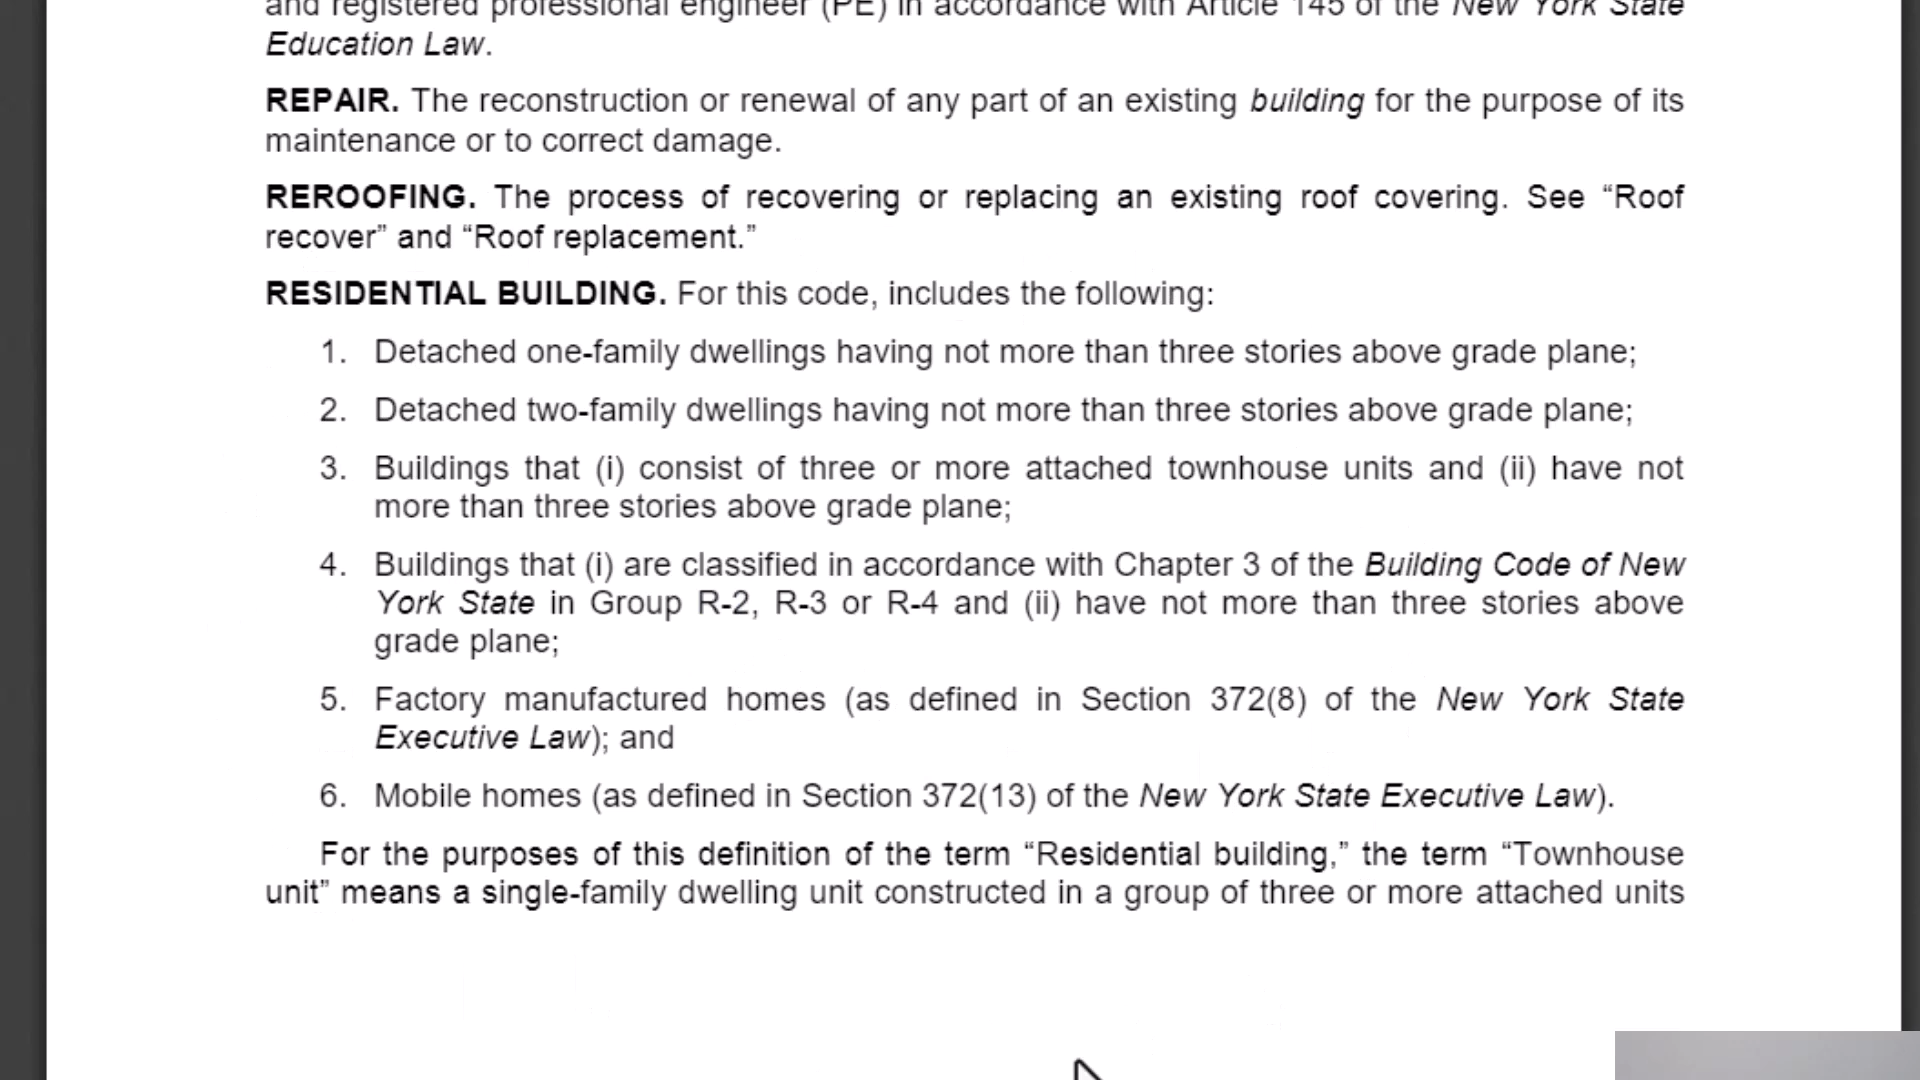 and registered professional engineer (PE) in accordance with Article 145 of the New York State
Education Law.
REPAIR. The reconstruction or renewal of any part of an existing building for the purpose of its
maintenance or to correct damage.
REROOFING. The process of recovering or replacing an existing roof covering. See “Roof
recover” and “Roof replacement.”
RESIDENTIAL BUILDING. For this code, includes the following:
1. Detached one-family dwellings having not more than three stories above grade plane;
2. Detached two-family dwellings having not more than three stories above grade plane;
3. Buildings that (i) consist of three or more attached townhouse units and (ii) have not
more than three stories above grade plane;
4. Buildings that (i) are classified in accordance with Chapter 3 of the Building Code of New
York State in Group R-2, R-3 or R-4 and (ii) have not more than three stories above
grade plane;
5. Factory manufactured homes (as defined in Section 372(8) of the New York State
Executive Law); and
6. Mobile homes (as defined in Section 372(13) of the New York State Executive Law).
For the purposes of this definition of the term “Residential building,” the term “Townhouse
unit” means a single-family dwelling unit constructed in a group of three or more attached units